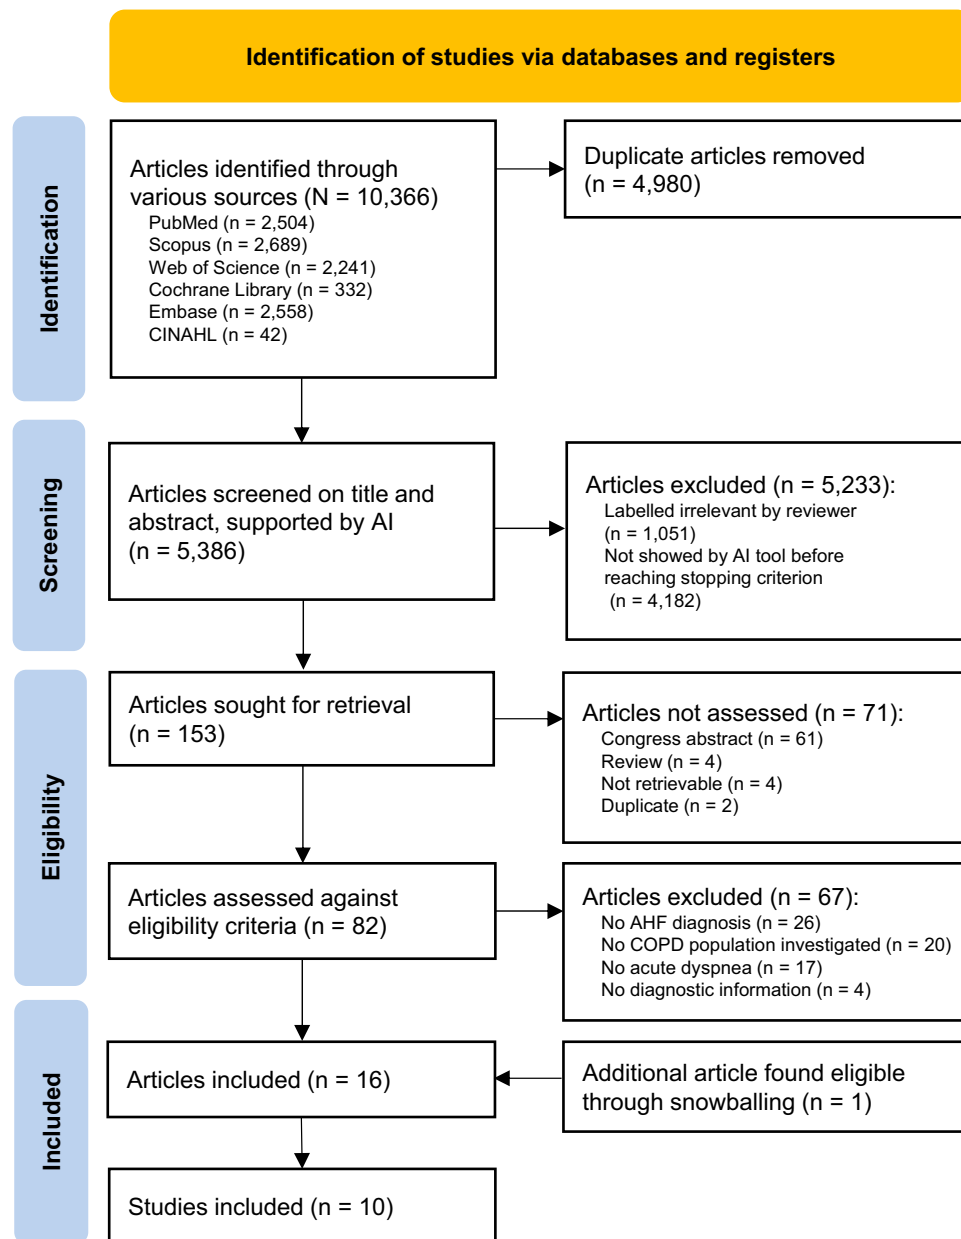 Identification of studies via databases and registers
Identification
Articles identified through
various sources (N = 10,366)
PubMed (n = 2,504)
Scopus (n = 2,689)
Web of Science (n = 2,241)
Cochrane Library (n = 332)
Embase (n = 2,558)
CINAHL (n = 42)
Duplicate articles removed
(n = 4,980)
Screening
Articles screened on title and
abstract, supported by AI
(n = 5,386)
Articles excluded (n = 5,233):
Labelled irrelevant by reviewer
(n = 1,051)
Not showed by AI tool before
reaching stopping criterion
(n = 4,182)
Eligibility
Articles sought for retrieval
(n = 153)
Articles not assessed (n = 71):
Congress abstract (n = 61)
Review (n = 4)
Not retrievable (n = 4)
Duplicate (n = 2)
Articles assessed against
eligibility criteria (n = 82)
Articles excluded (n = 67):
No AHF diagnosis (n = 26)
No COPD population investigated (n = 20)
No acute dyspnea (n = 17)
No diagnostic information (n = 4)
Included
Articles included (n = 16)
Additional article found eligible
through snowballing (n = 1)
Studies included (n = 10)